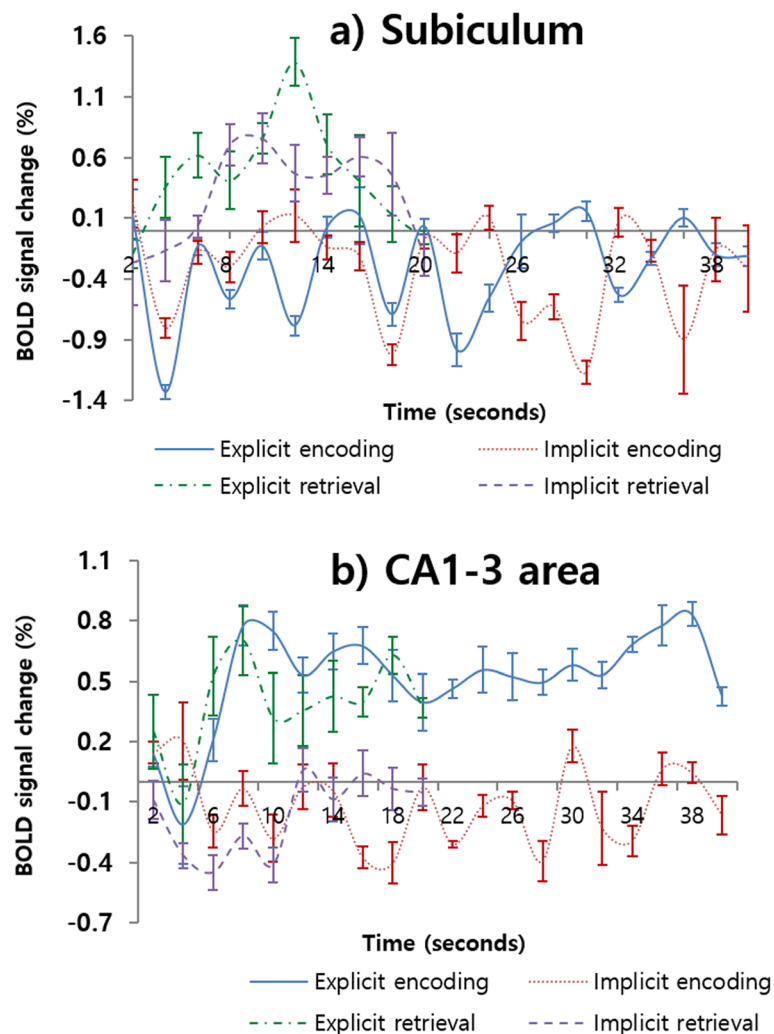 a) Subiculum
1.6
1.1
0.6
0.1
-0.4
-0.9
-1.4
BOLD signal change (%)
2 8 14 20 26 32 38
Time (seconds)
Explicit encoding Implicit encoding
Explicit retrieval Implicit retrieval
b) CA1-3 area
1.1
0.8
0.5
0.2
-0.1
-0.4
-0.7
BOLD signal change (%)
2 6 10 14 18 22 26 30 34 38
Time (seconds)
Explicit encoding Implicit encoding
Explicit retrieval Implicit retrieval